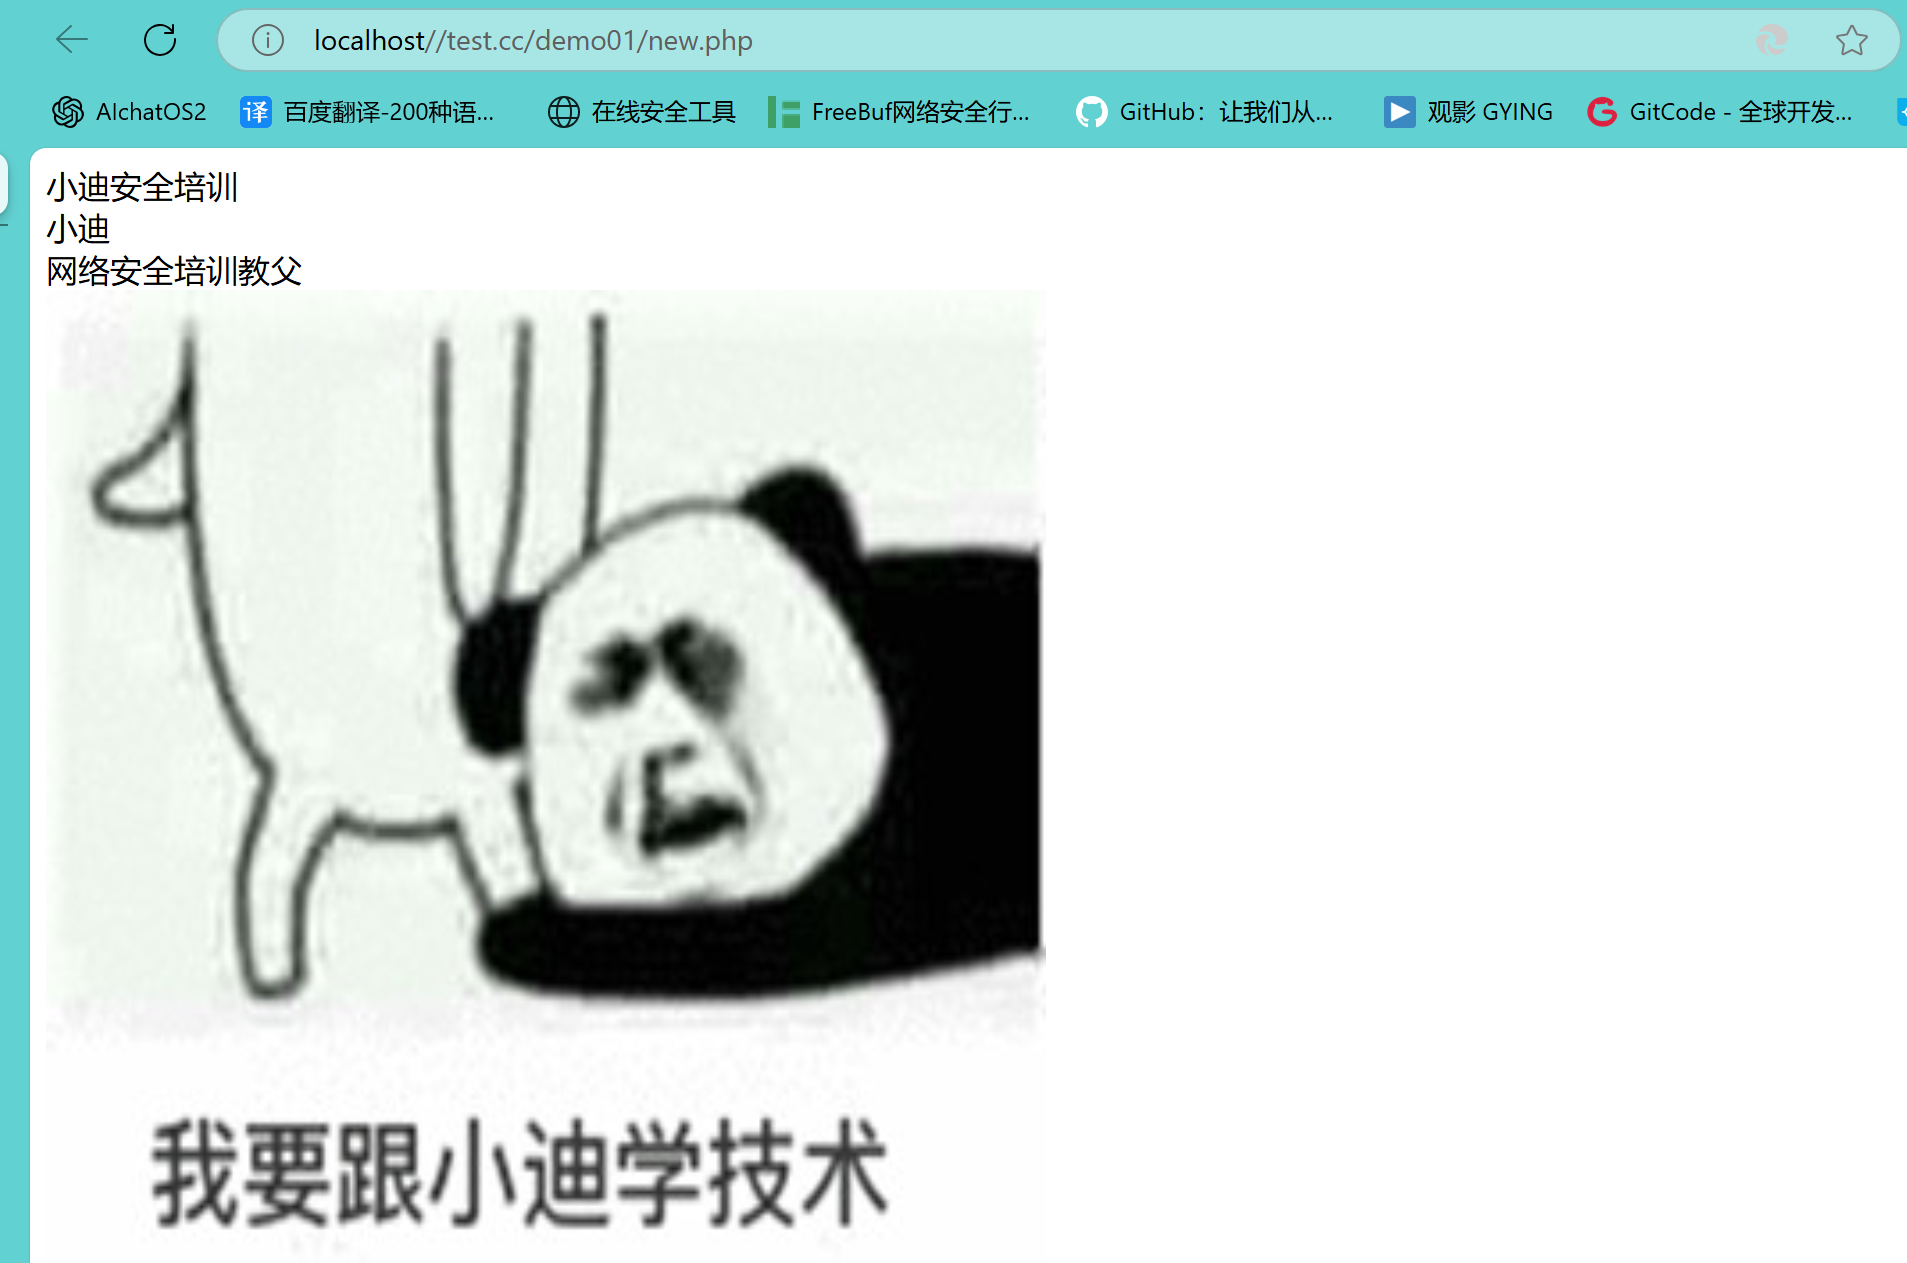 localhost//test.cc/demo01/new.php
AIchatOS2 译 百度翻译-200种语... 在线安全工具 FreeBuf网络安全行... GitHub：让我们从... 观影 GYING GitCode - 全球开发...
小迪安全培训
小迪
网络安全培训教父
我要跟小迪学技术